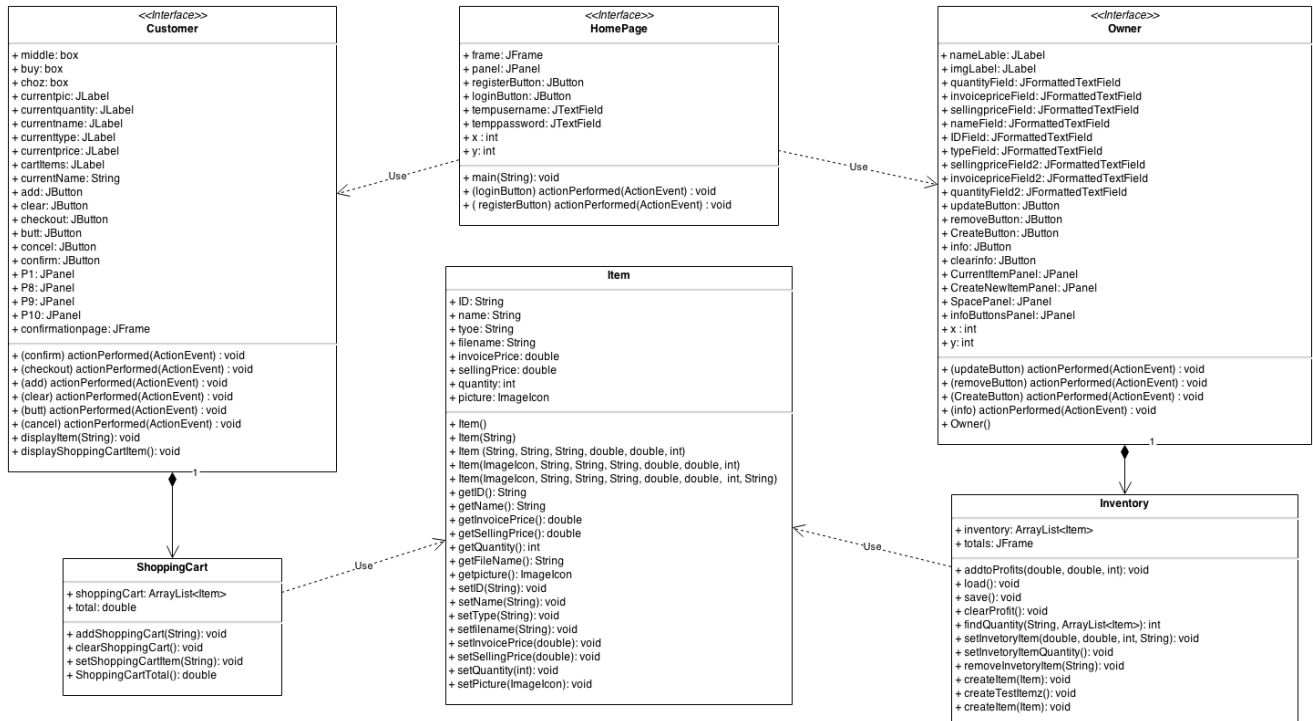 <<Interface>>
Customer
+ middle: box
+ buy: box
+ choz: box
+ currentpic: JLabel
+ currentquantity: JLabel
+ currentname: JLabel
+ currenttype: JLabel
+ currentprice: JLabel
+ cartItems: JLabel
+ currentName: String
+ add: JButton
+ clear: JButton
+ checkout: JButton
+ butt: JButton
+ concel: JButton
+ confirm: JButton
+ P1: JPanel
+ P8: JPanel
+ P9: JPanel
+ P10: JPanel
+ confirmationpage: JFrame
+ (confirm) actionPerformed(ActionEvent) : void
+ (checkout) actionPerformed(ActionEvent) : void
+ (add) actionPerformed(ActionEvent) : void
+ (clear) actionPerformed(ActionEvent) : void
+ (butt) actionPerformed(ActionEvent) : void
+ (cancel) actionPerformed(ActionEvent) : void
+ displayItem(String): void
+ displayShoppingCartItem(): void
1
<<Interface>>
HomePage
+ frame: JFrame
+ panel: JPanel
+ registerButton: JButton
+ loginButton: JButton
+ tempusername: JTextField
+ temppassword: JTextField
+ x : int
+ y: int
+ main(String): void
+ (loginButton) actionPerformed(ActionEvent) : void
+ ( registerButton) actionPerformed(ActionEvent) : void
Use
Use
<<Interface>>
Owner
+ nameLable: JLabel
+ imgLabel: JLabel
+ quantityField: JFormattedTextField
+ invoicepriceField: JFormattedTextField
+ sellingpriceField: JFormattedTextField
+ nameField: JFormattedTextField
+ IDField: JFormattedTextField
+ typeField: JFormattedTextField
+ sellingpriceField2: JFormattedTextField
+ invoicepriceField2: JFormattedTextField
+ quantityField2: JFormattedTextField
+ updateButton: JButton
+ removeButton: JButton
+ CreateButton: JButton
+ info: JButton
+ clearinfo: JButton
+ CurrentItemPanel: JPanel
+ CreateNewItemPanel: JPanel
+ SpacePanel: JPanel
+ infoButtonsPanel: JPanel
+ x : int
+ y: int
+ (updateButton) actionPerformed(ActionEvent) : void
+ (removeButton) actionPerformed(ActionEvent) : void
+ (CreateButton) actionPerformed(ActionEvent) : void
+ (info) actionPerformed(ActionEvent) : void
+ Owner()
1
Item
+ ID: String
+ name: String
+ tyoe: String
+ filename: String
+ invoicePrice: double
+ sellingPrice: double
+ quantity: int
+ picture: ImageIcon
+ Item()
+ Item(String)
+ Item (String, String, String, double, double, int)
+ Item(ImageIcon, String, String, String, double, double, int)
+ Item(ImageIcon, String, String, String, double, double, int, String)
+ getID(): String
+ getName(): String
+ getInvoicePrice(): double
+ getSellingPrice(): double
+ getQuantity(): int
+ getFileName(): String
+ getpicture(): ImageIcon
+ setID(String): void
+ setName(String): void
+ setType(String): void
+ setfilename(String): void
+ setInvoicePrice(double): void
+ setSellingPrice(double): void
+ setQuantity(int): void
+ setPicture(ImageIcon): void
Use
Use
ShoppingCart
+ shoppingCart: ArrayList<Item>
+ total: double
+ addShoppingCart(String): void
+ clearShoppingCart(): void
+ setShoppingCartItem(String): void
+ ShoppingCartTotal(): double
Inventory
+ inventory: ArrayList<Item>
+ totals: JFrame
+ addtoProfits(double, double, int): void
+ load(): void
+ save(): void
+ clearProfit(): void
+ findQuantity(String, ArrayList<Item>): int
+ setInvetoryItem(double, double, int, String): void
+ setInvetoryItemQuantity(): void
+ removeInvetoryItem(String): void
+ createItem(Item): void
+ createTestItemz(): void
+ createItem(Item): void